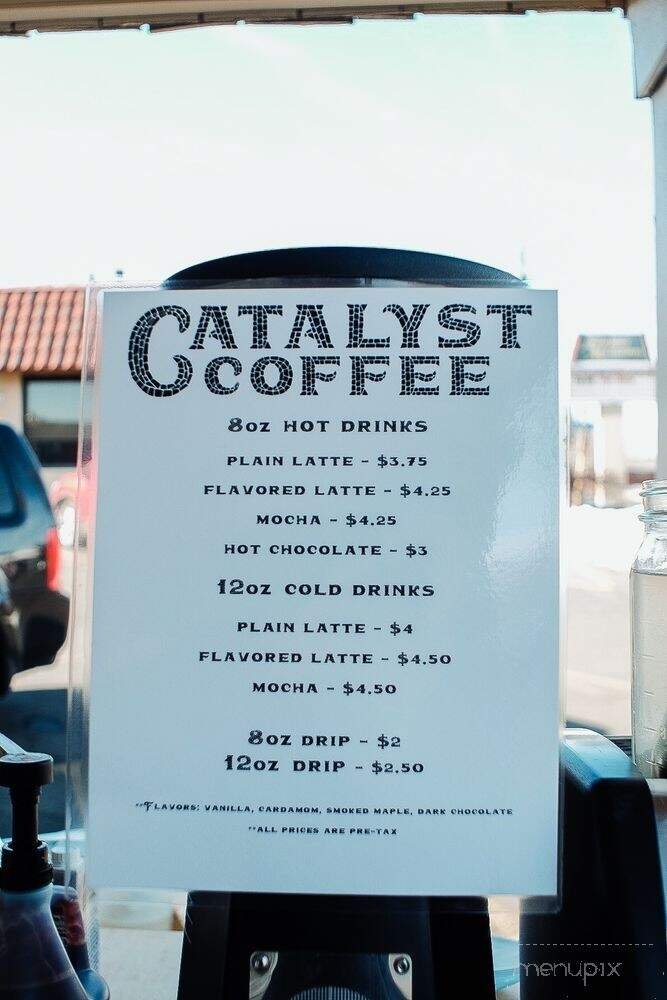 CATALYST
COFFEE
8oz HOT DRINKS
PLAIN LATTE - $3.75
FLAVORED LATTE - $4.25
MOCHA - $4.25
HOT CHOCOLATE - $3
12oz COLD DRINKS
PLAIN LATTE - $4
FLAVORED LATTE - $4.50
MOCHA - $4.50
8oz DRIP - $2
12oz DRIP - $2.50
**FLAVORS: VANILLA, CARDAMOM, SMOKED MAPLE, DARK CHOCOLATE
**ALL PRICES ARE PRE-TAX
menupix